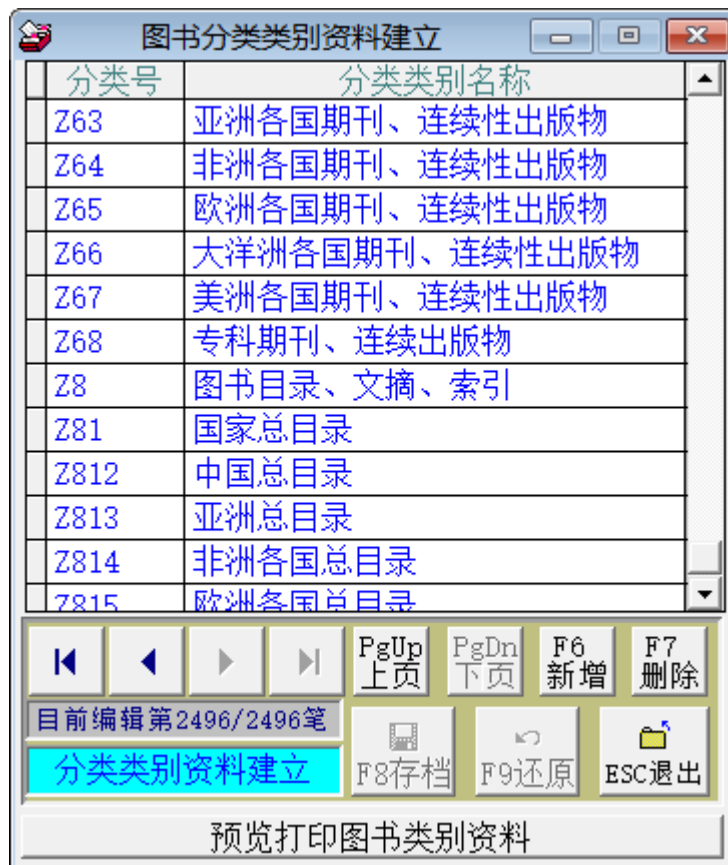 图书分类类别资料建立
分类号 分类类别名称
Z63 亚洲各国期刊、连续性出版物
Z64 非洲各国期刊、连续性出版物
Z65 欧洲各国期刊、连续性出版物
Z66 大洋洲各国期刊、连续性出版物
Z67 美洲各国期刊、连续性出版物
Z68 专科期刊、连续出版物
Z8 图书目录、文摘、索引
Z81 国家总目录
Z812 中国总目录
Z813 亚洲总目录
Z814 非洲各国总目录
Z815 欧洲各国总目录
PgUp PgDn F6 F7
上页 下页 新增 删除
目前编辑第2496/2496笔
分类类别资料建立
F8存档 F9还原 ESC退出
预览打印图书类别资料